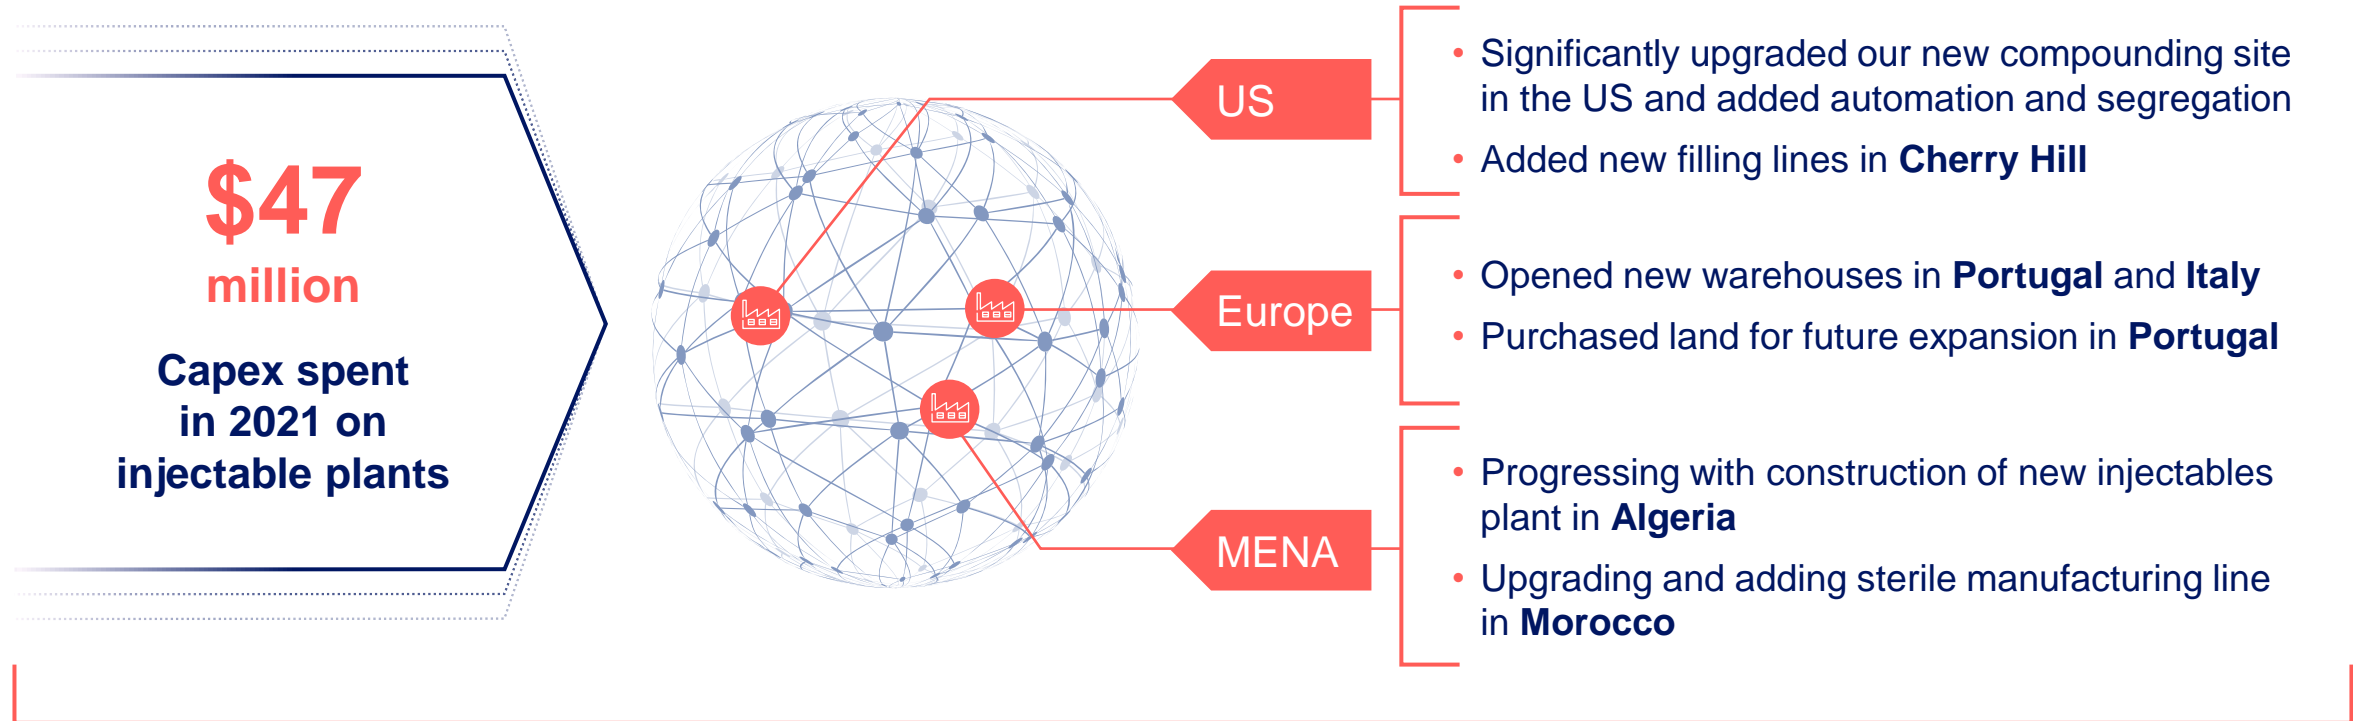 $47
million
Capex spent
in 2021 on
injectable plants
US
• Significantly upgraded our new compounding site
in the US and added automation and segregation
• Added new filling lines in Cherry Hill
Europe
• Opened new warehouses in Portugal and Italy
• Purchased land for future expansion in Portugal
MENA
• Progressing with construction of new injectables
plant in Algeria
• Upgrading and adding sterile manufacturing line
in Morocco